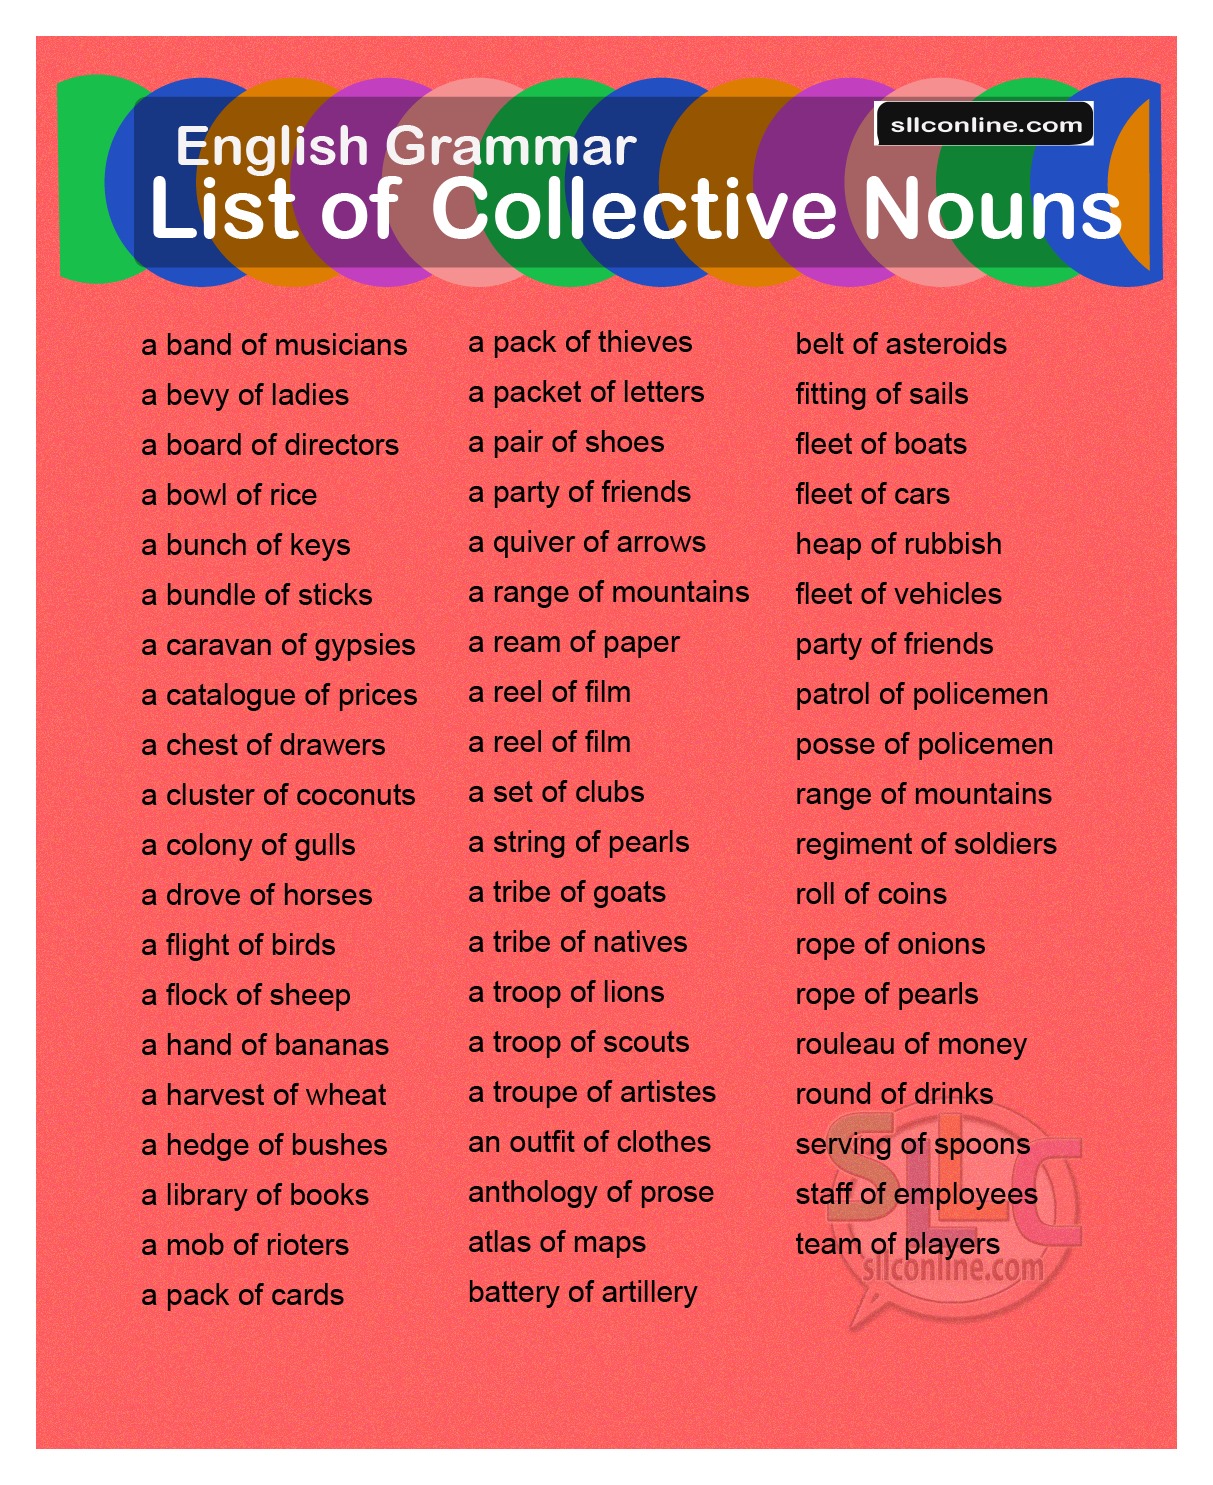 sllconline.com
English Grammar
List of Collective Nouns
a band of musicians
a bevy of ladies
a board of directors
a bowl of rice
a bunch of keys
a bundle of sticks
a caravan of gypsies
a catalogue of prices
a chest of drawers
a cluster of coconuts
a colony of gulls
a drove of horses
a flight of birds
a flock of sheep
a hand of bananas
a harvest of wheat
a hedge of bushes
a library of books
a mob of rioters
a pack of cards
a pack of thieves
a packet of letters
a pair of shoes
a party of friends
a quiver of arrows
a range of mountains
a ream of paper
a reel of film
a reel of film
a set of clubs
a string of pearls
a tribe of goats
a tribe of natives
a troop of lions
a troop of scouts
a troupe of artistes
an outfit of clothes
anthology of prose
atlas of maps
battery of artillery
belt of asteroids
fitting of sails
fleet of boats
fleet of cars
heap of rubbish
fleet of vehicles
party of friends
patrol of policemen
posse of policemen
range of mountains
regiment of soldiers
roll of coins
rope of onions
rope of pearls
rouleau of money
round of drinks
serving of spoons
staff of employees
team of players
SLLC
sllconline.com